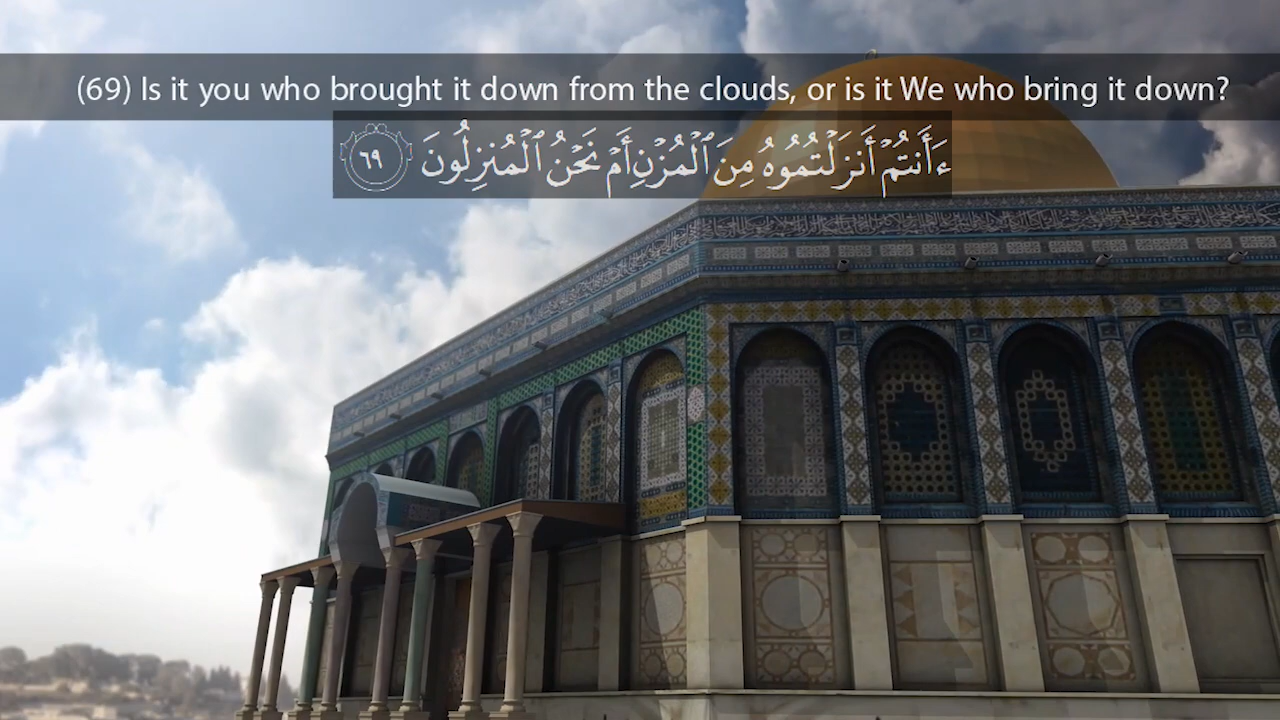 (69) Is it you who brought it down from the clouds, or is it We who bring it down?
ءَأَنتُمْ أَنزَلْتُمُوهُ مِنَ ٱلْمُزْنِ أَمْ نَحْنُ ٱلْمُنزِلُونَ ٦٩